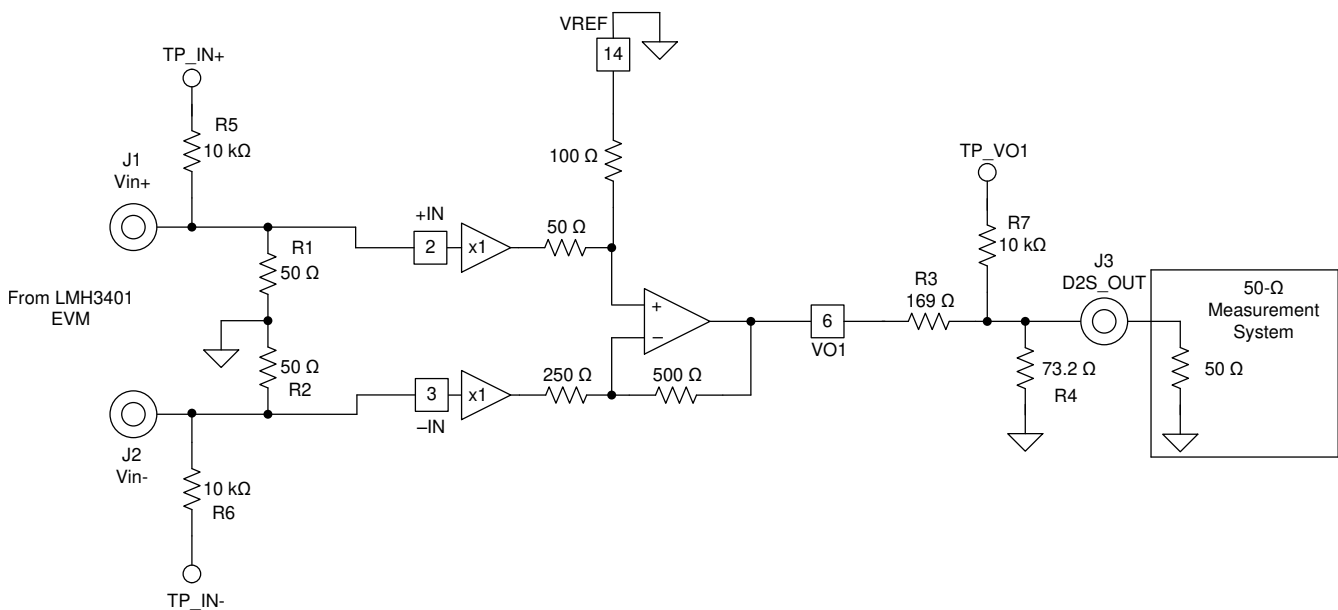 VREF
14
TP_IN+
R5
10 kΩ
100 Ω
J1
Vin+
TP_VO1
+IN
2
x1
50 Ω
R7
10 kΩ
R1
50 Ω
J3
D2S_OUT
50-Ω
Measurement
System
From LMH3401
EVM
R3
169 Ω
+
6
VO1
−
50 Ω
R2
73.2 Ω
R4
50 Ω
3
−IN
x1
250 Ω
500 Ω
J2
Vin-
10 kΩ
R6
TP_IN-